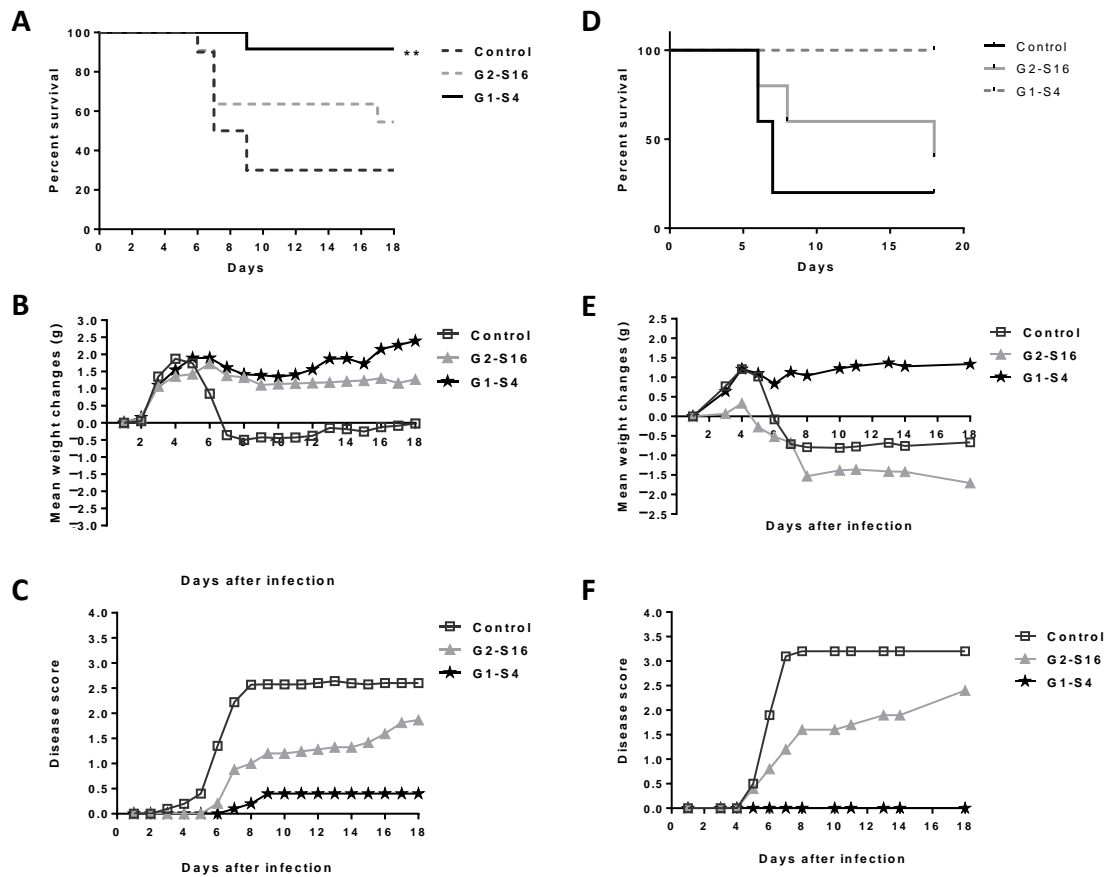 A
Percent survival
100
80
60
40
20
0
0 2 4 6 8 10 12 14 16 18
Days
**
Control
G2-S16
G1-S4
D
Percent survival
100
50
0
0 5 10 15 20
Days
Control
G2-S16
G1-S4
B
Mean weight changes (g)
3.0
2.5
2.0
1.5
1.0
0.5
0.0
−0.5
−1.0
−1.5
−2.0
−2.5
−3.0
2 4 6 8 10 12 14 16 18
Days after infection
Control
G2-S16
G1-S4
E
Mean weight changes (g)
2.5
2.0
1.5
1.0
0.5
0.0
−0.5
−1.0
−1.5
−2.0
−2.5
2 4 6 8 10 12 14 16 18
Days after infection
Control
G2-S16
G1-S4
C
Disease score
4.0
3.5
3.0
2.5
2.0
1.5
1.0
0.5
0.0
0 2 4 6 8 10 12 14 16 18
Days after infection
Control
G2-S16
G1-S4
F
Disease score
4.0
3.5
3.0
2.5
2.0
1.5
1.0
0.5
0.0
0 2 4 6 8 10 12 14 16 18
Days after infection
Control
G2-S16
G1-S4